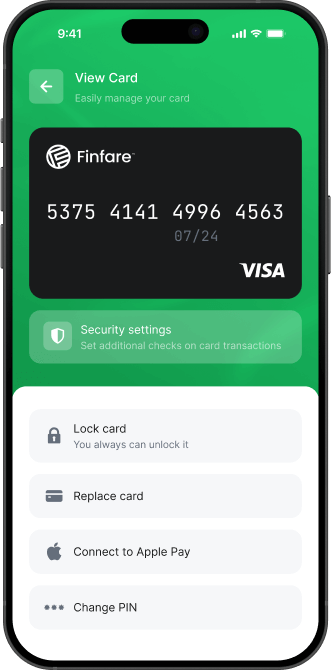 9:41
View Card
Easily manage your card
Finfare™
5375 4141 4996 4563
07/24
VISA
Security settings
Set additional checks on card transactions
Lock card
You always can unlock it
Replace card
Connect to Apple Pay
Change PIN